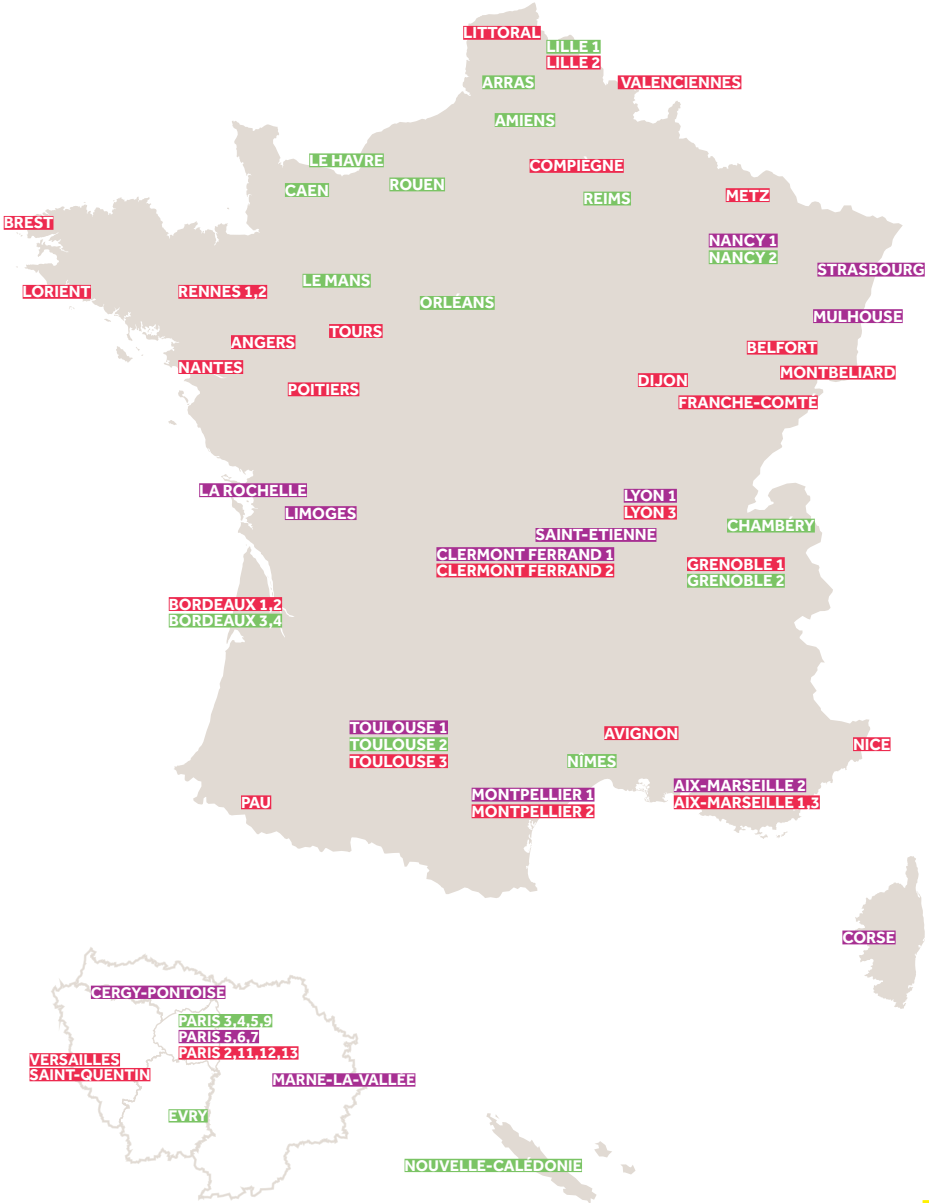 LITTORAL
LILLE 1
LILLE 2
ARRAS
VALENCIENNES
AMIENS
LE HAVRE
COMPIÈGNE
CAEN
ROUEN
REIMS
METZ
BREST
NANCY 1
NANCY 2
STRASBOURG
LE MANS
LORIENT
RENNES 1,2
ORLÉANS
MULHOUSE
TOURS
ANGERS
BELFORT
NANTES
MONTBELIARD
DIJON
POITIERS
FRANCHE-COMTÉ
LA ROCHELLE
LYON 1
LIMOGES
LYON 3
CHAMBÉRY
SAINT-ETIENNE
CLERMONT FERRAND 1
CLERMONT FERRAND 2
GRENOBLE 1
GRENOBLE 2
BORDEAUX 1,2
BORDEAUX 3,4
TOULOUSE 1
TOULOUSE 2
TOULOUSE 3
AVIGNON
NICE
NÎMES
AIX-MARSEILLE 2
AIX-MARSEILLE 1,3
PAU
MONTPELLIER 1
MONTPELLIER 2
CORSE
CERGY-PONTOISE
PARIS 3,4,5,9
PARIS 5,6,7
PARIS 2,11,12,13
VERSAILLES
SAINT-QUENTIN
MARNE-LA-VALLEE
EVRY
NOUVELLE-CALÉDONIE